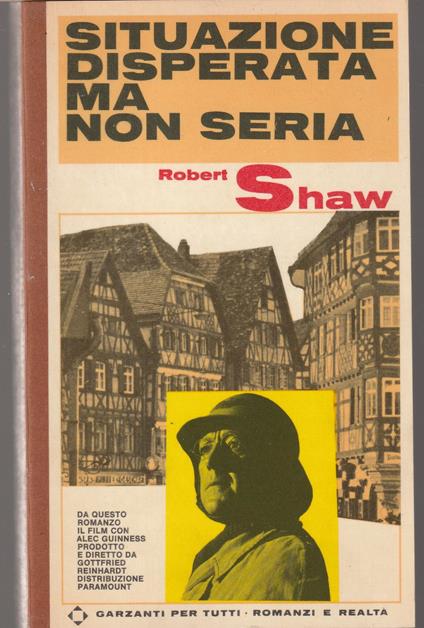 SITUAZIONE
DISPERATA
MA
NON SERIA
Robert Shaw
DA QUESTO
ROMANZO
IL FILM CON
ALEC GUINNESS
PRODOTTO
E DIRETTO DA
GOTTFRIED
REINHARDT
DISTRIBUZIONE
PARAMOUNT
GARZANTI PER TUTTI · ROMANZI E REALTÀ